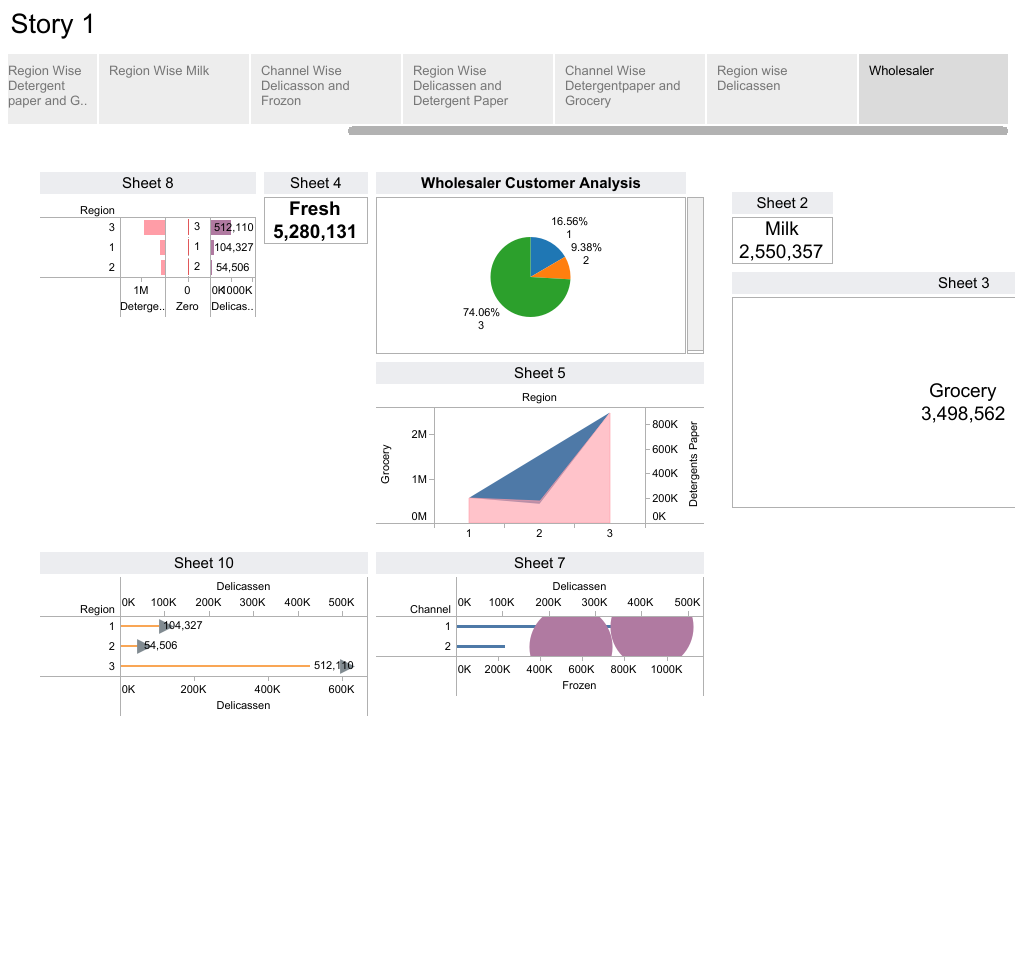 Story 1
Region Wise
Detergent
paper and G..
Region Wise Milk
Channel Wise
Delicasson and
Frozon
Region Wise
Delicassen and
Detergent Paper
Channel Wise
Detergentpaper and
Grocery
Region wise
Delicassen
Wholesaler
Sheet 8
Region
3
3
512,110
1
1
104,327
2
2
54,506
1M
0
0K
1000K
Deterge..
Zero
Delicas..
Sheet 4
Fresh
5,280,131
Wholesaler Customer Analysis
16.56%
1
9.38%
2
74.06%
3
Sheet 2
Milk
2,550,357
Sheet 3
Grocery
3,498,562
Sheet 5
Region
Grocery
2M
1M
0M
800K
600K
400K
200K
0K
Detergents Paper
1
2
3
Sheet 10
Delicassen
Region
0K
100K
200K
300K
400K
500K
1
104,327
2
54,506
3
512,110
0K
200K
400K
600K
Delicassen
Sheet 7
Delicassen
Channel
0K
100K
200K
300K
400K
500K
1
2
0K
200K
400K
600K
800K
1000K
Frozen